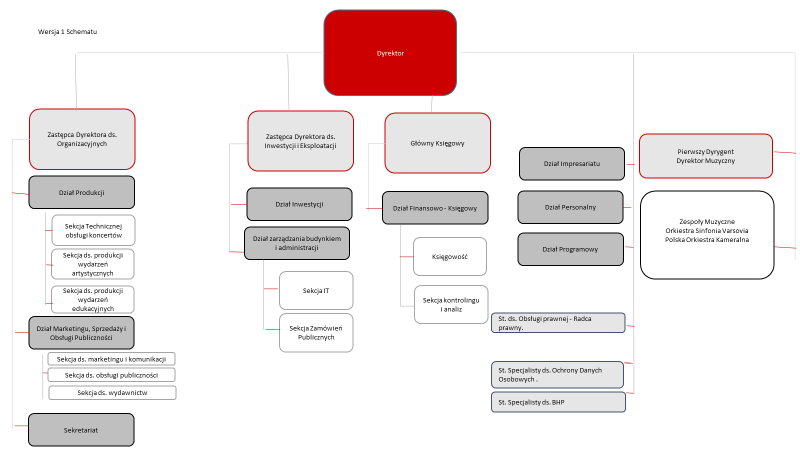 Wersja 1 Schematu
Dyrektor
Zastępca Dyrektora ds.
Organizacyjnych
Dział Produkcji
Sekcja Technicznej
obsługi koncertów
Sekcja ds. produkcji
wydarzeń
artystycznych
Sekcja ds. produkcji
wydarzeń
edukacyjnych
Dział Marketingu, Sprzedaży i
Obsługi Publiczności
Sekcja ds. marketingu i komunikacji
Sekcja ds. obsługi publiczności
Sekcja ds. wydawnictw
Sekretariat
Zastępca Dyrektora ds.
Inwestycji i Eksploatacji
Dział Inwestycji
Dział zarządzania budynkiem
i administracji
Sekcja IT
Sekcja Zamówień
Publicznych
Główny Księgowy
Dział Finansowo - Księgowy
Księgowość
Sekcja kontrolingu
i analiz
Dział Impresariatu
Dział Personalny
Dział Programowy
St. ds. Obsługi prawnej - Radca
prawny.
St. Specjalisty ds. Ochrony Danych
Osobowych .
St. Specjalisty ds. BHP
Pierwszy Dyrygent
Dyrektor Muzyczny
Zespoły Muzyczne
Orkiestra Sinfonia Varsovia
Polska Orkiestra Kameralna